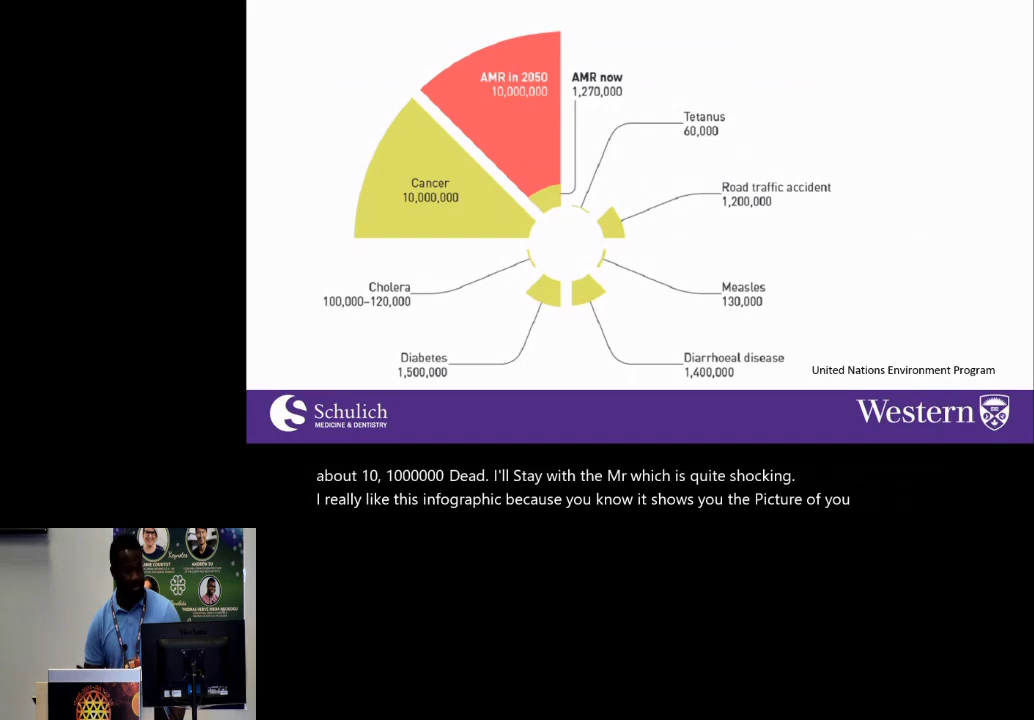 AMR in 2050
10,000,000
AMR now
1,270,000
Tetanus
60,000
Cancer
10,000,000
Road traffic accident
1,200,000
Cholera
100,000–120,000
Measles
130,000
Diabetes
1,500,000
Diarrhoeal disease
1,400,000
United Nations Environment Program
Schulich
MEDICINE & DENTISTRY
Western
about 10, 1000000 Dead. I'll Stay with the Mr which is quite shocking.
I really like this infographic because you know it shows you the Picture of you
Keynotes
ANDREW SU
ViewSonic